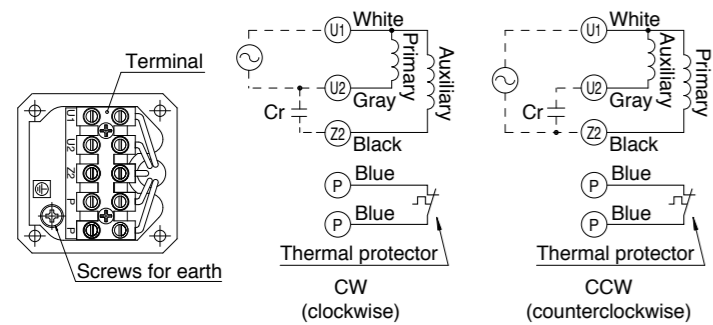 Terminal
U1
U2
Z2
P
P
Screws for earth
U1 White
Primary
Auxiliary
U2 Gray
Cr
Z2 Black
P Blue
P Blue
Thermal protector
CW
(clockwise)
U1 White
Auxiliary
Primary
U2 Gray
Cr
Z2 Black
P Blue
P Blue
Thermal protector
CCW
(counterclockwise)